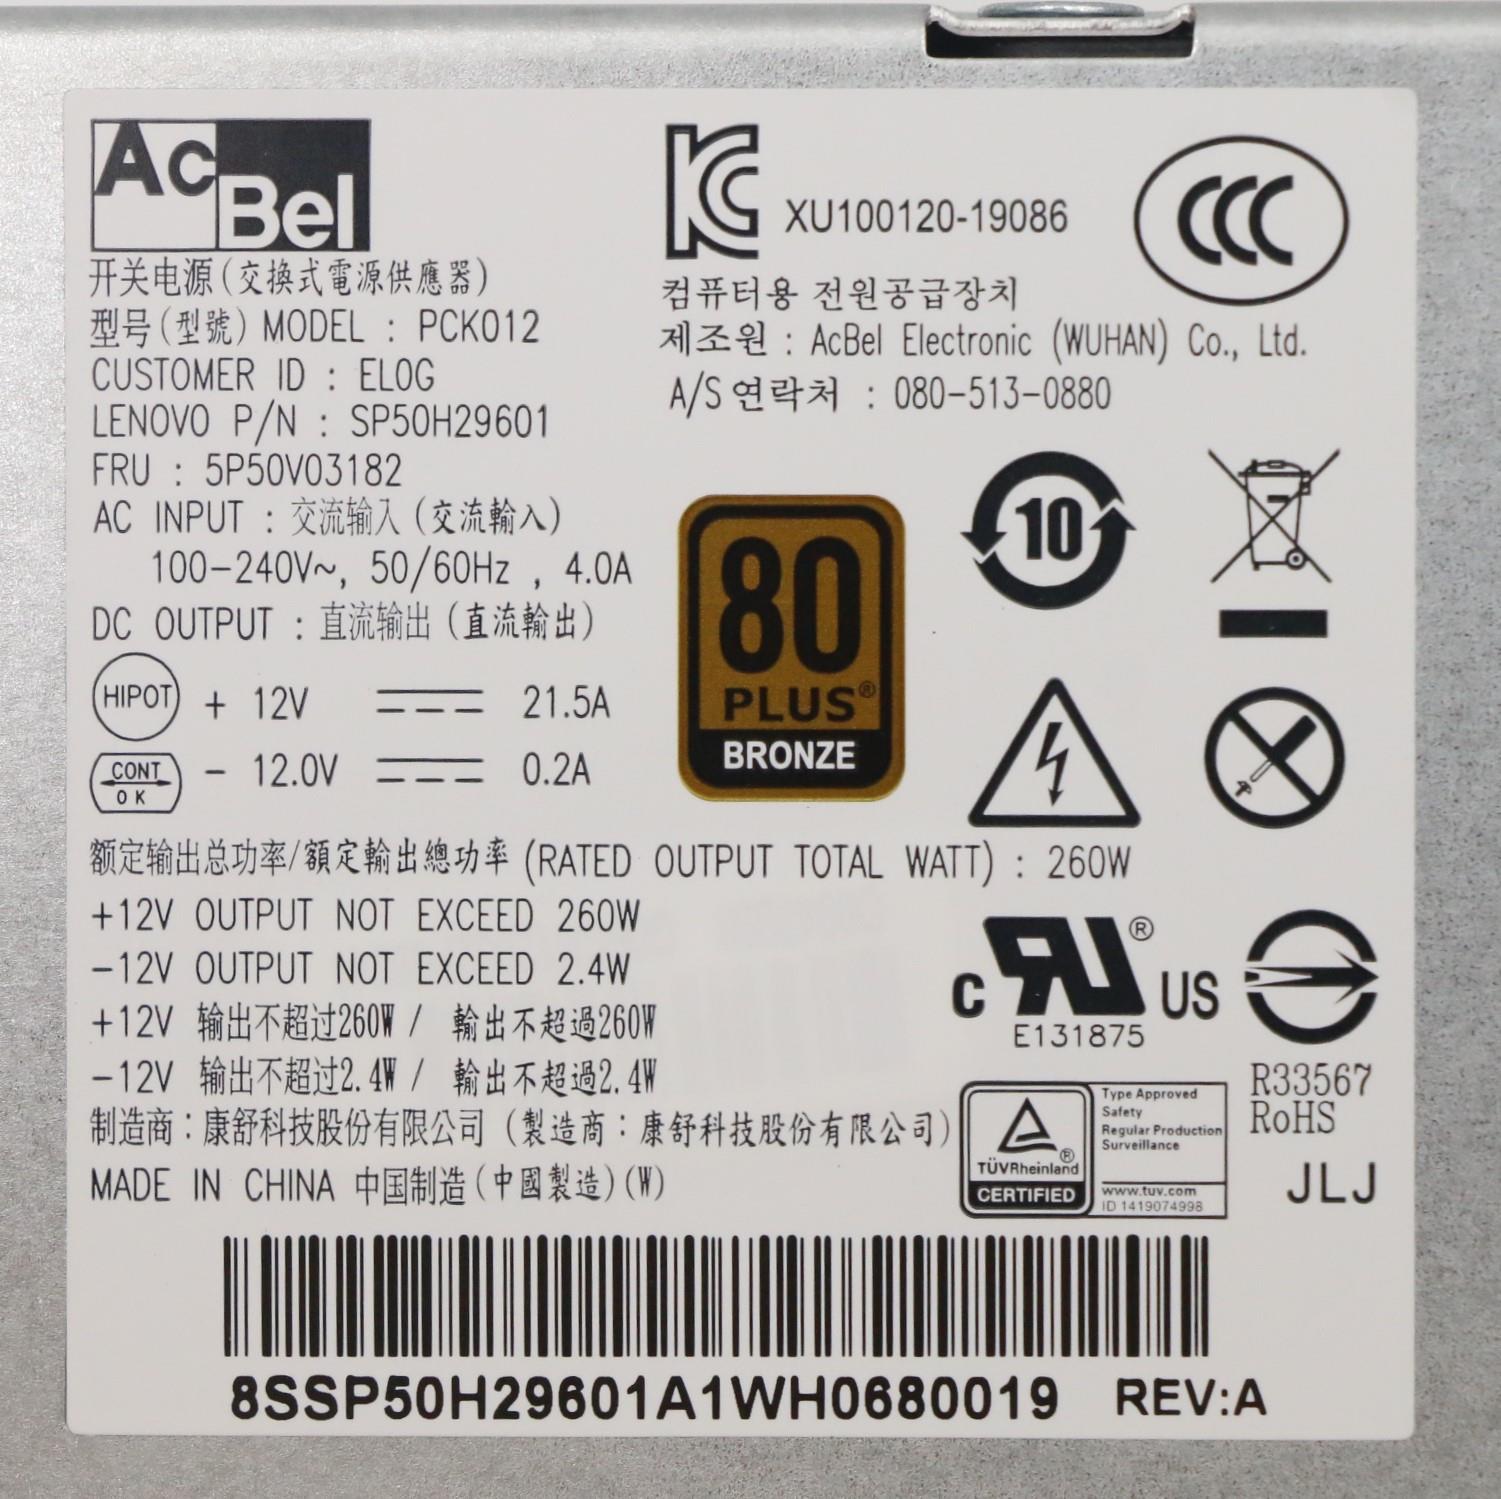 AcBel
开关电源(交换式電源供應器)
型号(型號) MODEL : PCK012
CUSTOMER ID : EL0G
LENOVO P/N : SP50H29601
FRU : 5P50V03182
AC INPUT : 交流输入 (交流輸入)
100-240V~, 50/60Hz , 4.0A
DC OUTPUT : 直流输出 (直流輸出)
HIPOT + 12V 21.5A
CONT OK - 12.0V 0.2A
XU100120-19086
CCC
컴퓨터용 전원공급장치
제조원 : AcBel Electronic (WUHAN) Co., Ltd.
A/S 연락처 : 080-513-0880
10
80
PLUS®
BRONZE
额定输出总功率/額定輸出總功率 (RATED OUTPUT TOTAL WATT) : 260W
+12V OUTPUT NOT EXCEED 260W
-12V OUTPUT NOT EXCEED 2.4W
+12V 输出不超过260W / 輸出不超過260W
-12V 输出不超过2.4W / 輸出不超過2.4W
制造商:康舒科技股份有限公司 (製造商:康舒科技股份有限公司)
MADE IN CHINA 中国制造(中國製造)(W)
c RU® US
E131875
R33567
RoHS
JLJ
TÜVRheinland®
CERTIFIED
Type Approved
Safety
Regular Production
Surveillance
www.tuv.com
ID 1419074998
8SSP50H29601A1WH0680019 REV:A